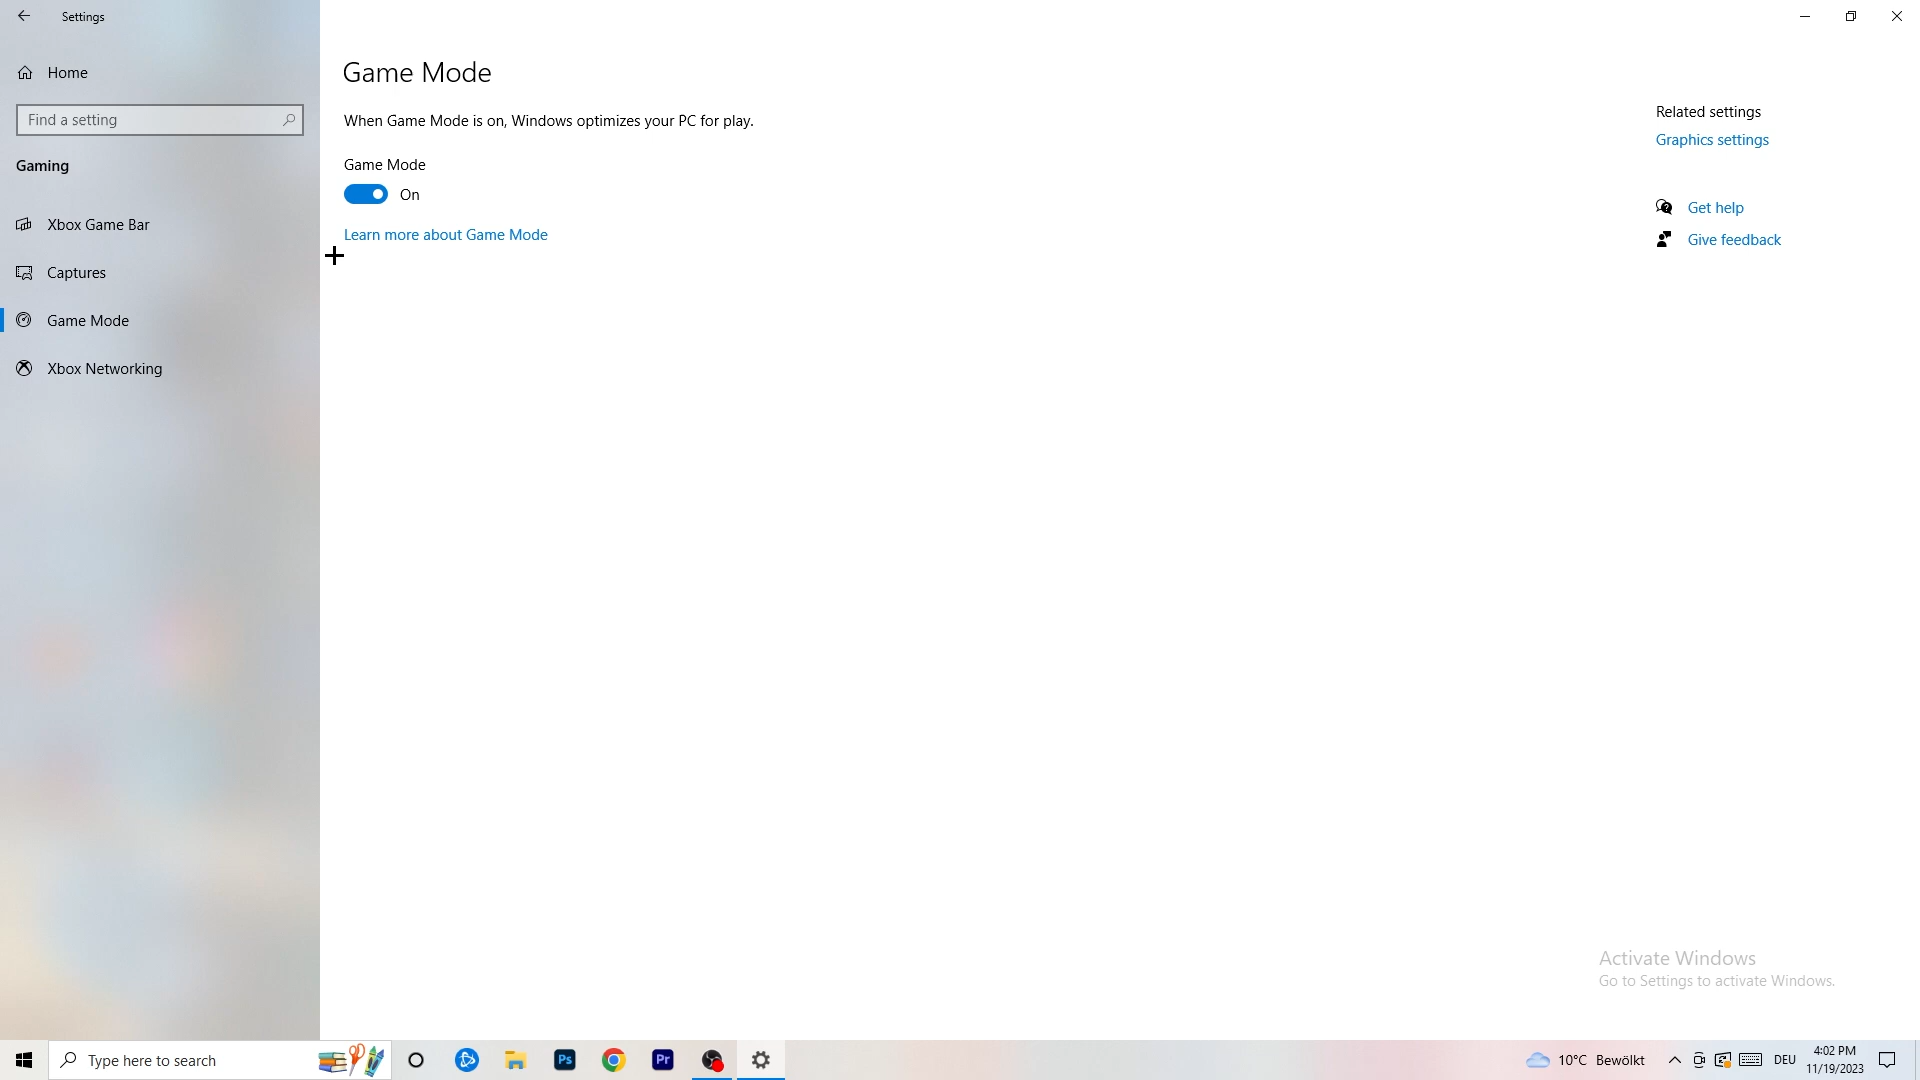 Settings
Home
Find a setting
Gaming
Xbox Game Bar
Captures
Game Mode
Xbox Networking
Game Mode
When Game Mode is on, Windows optimizes your PC for play.
Game Mode
On
Learn more about Game Mode
Related settings
Graphics settings
Get help
Give feedback
Activate Windows
Go to Settings to activate Windows.
Type here to search
Ps
Pr
10°C Bewölkt
DEU
4:02 PM
11/19/2023